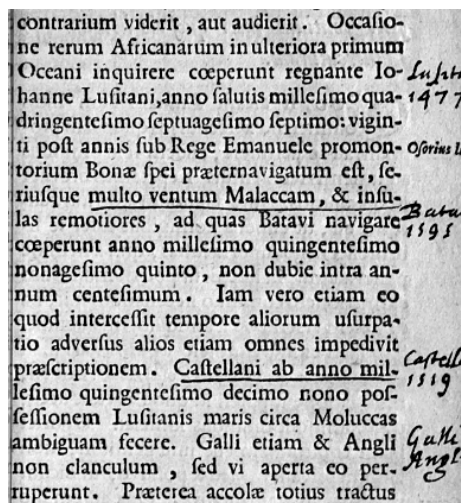 contrarium viderit , aut audierit . Occaſio-
ne rerum Africanarum in ulteriora primum
Oceani inquirere cœperunt regnante Io-
hanne Luſitani, anno ſalutis milleſimo qua-
dringenteſimo ſeptuageſimo ſeptimo: vigin-
ti poſt annis ſub Rege Emanuele promon-
torium Bonæ ſpei præternavigatum eſt, ſe-
riuſque multo ventum Malaccam, & inſu-
las remotiores , ad quas Batavi navigare
cœperunt anno milleſimo quingenteſimo
nonageſimo quinto , non dubie intra an-
num centeſimum . Iam vero etiam eo
quod interceſſit tempore aliorum uſurpa-
tio adverſus alios etiam omnes impedivit
præſcriptionem . Caſtellani ab anno mil-
leſimo quingenteſimo decimo nono poſ-
ſeſſionem Luſitanis maris circa Moluccas
ambiguam fecere . Galli etiam & Angli
non clanculum , ſed vi aperta eo per-
ruperunt . Præterea accolæ totius tractus
1477
Oſorius
1595
1519
Galli
Angl